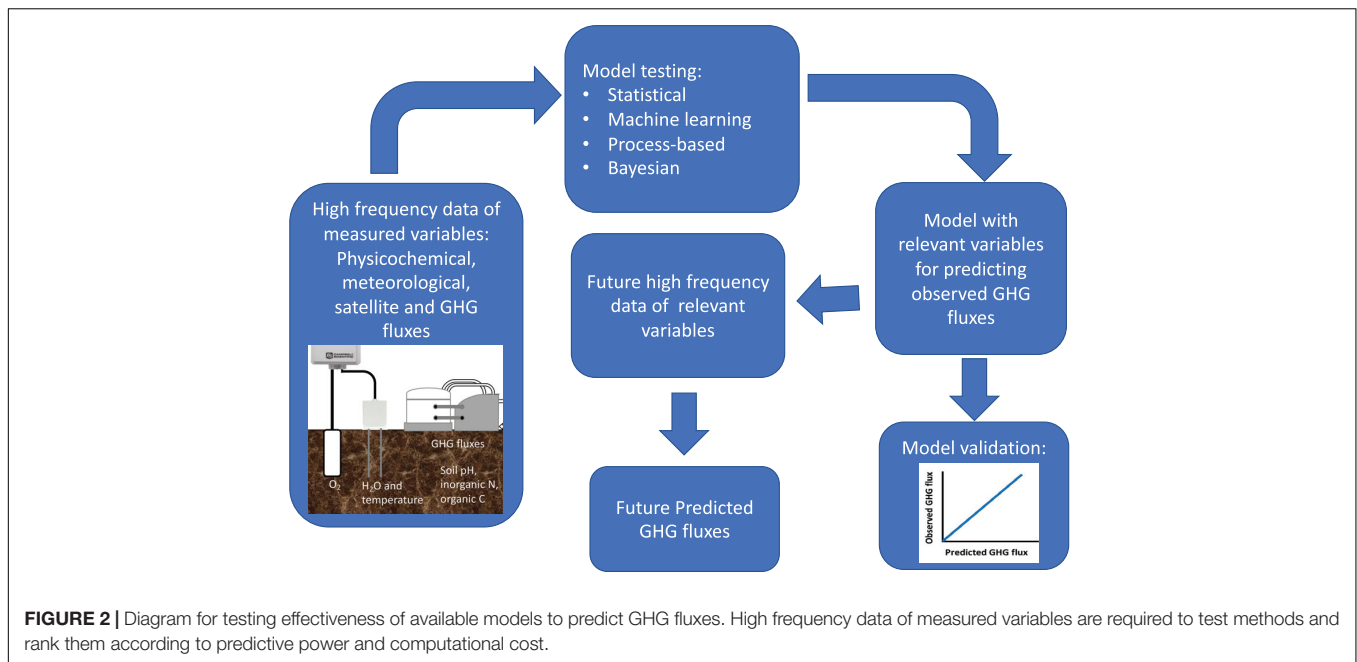 Model testing:
• Statistical
• Machine learning
• Process-based
• Bayesian
High frequency data of
measured variables:
Physicochemical,
meteorological,
satellite and GHG
fluxes
CAMPBELL
SCIENTIFIC
GHG fluxes
O₂
H₂O and
temperature
Soil pH,
inorganic N,
organic C
Model with
relevant variables
for predicting
observed GHG
fluxes
Future high frequency
data of relevant
variables
Future Predicted
GHG fluxes
Model validation:
Observed GHG flux
Predicted GHG flux
FIGURE 2 | Diagram for testing effectiveness of available models to predict GHG fluxes. High frequency data of measured variables are required to test methods and
rank them according to predictive power and computational cost.